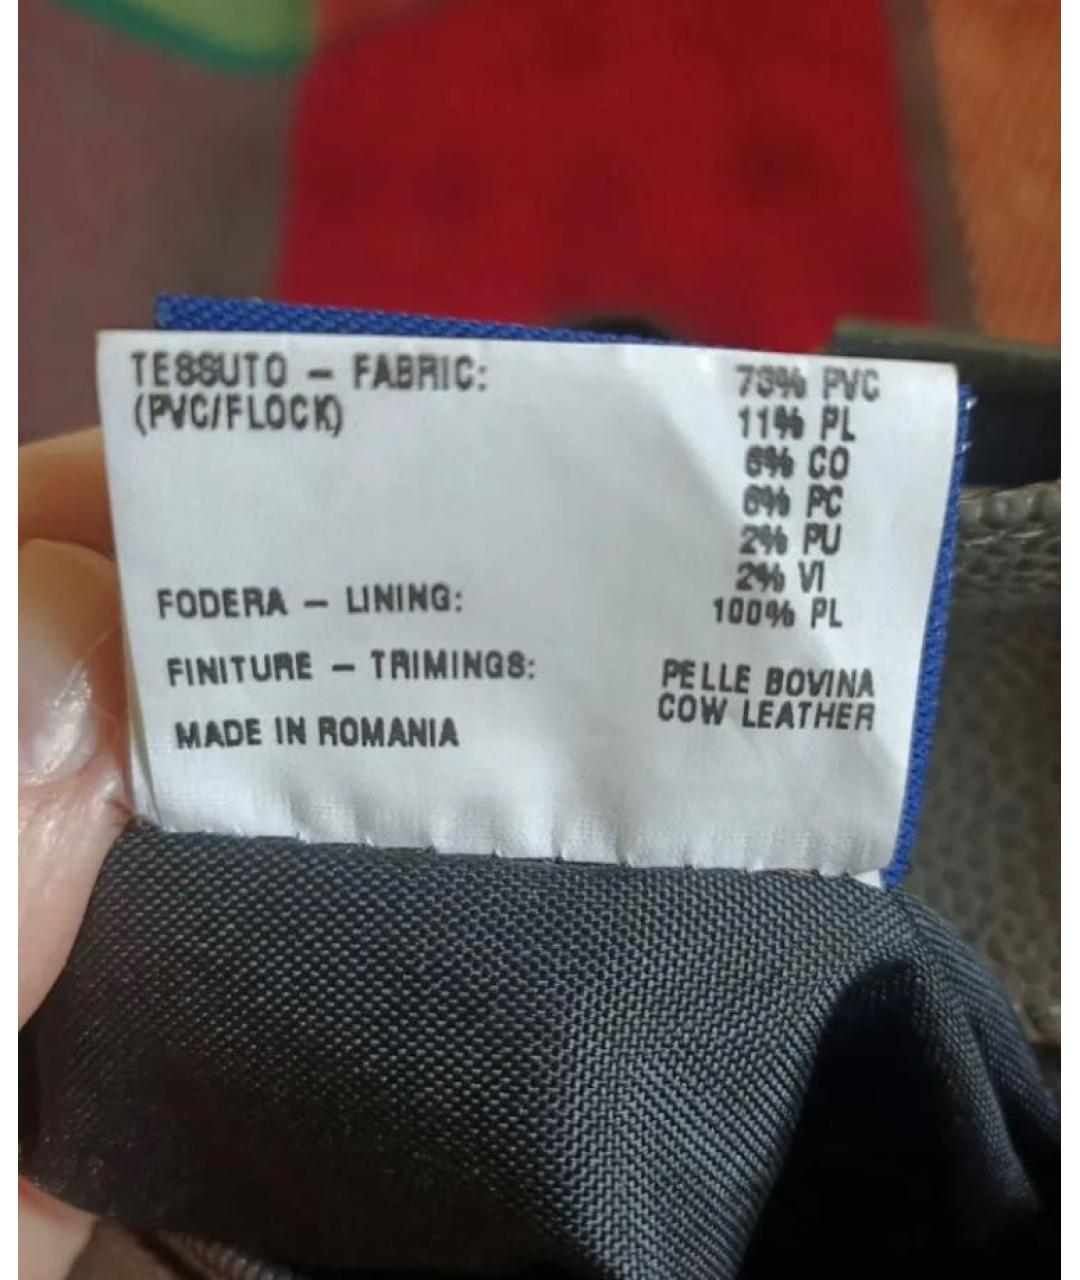 TESSUTO – FABRIC: 73% PVC
(PVC/FLOCK) 11% PL
6% CO
6% PC
2% PU
2% VI
FODERA – LINING: 100% PL
FINITURE – TRIMINGS: PELLE BOVINA
COW LEATHER
MADE IN ROMANIA